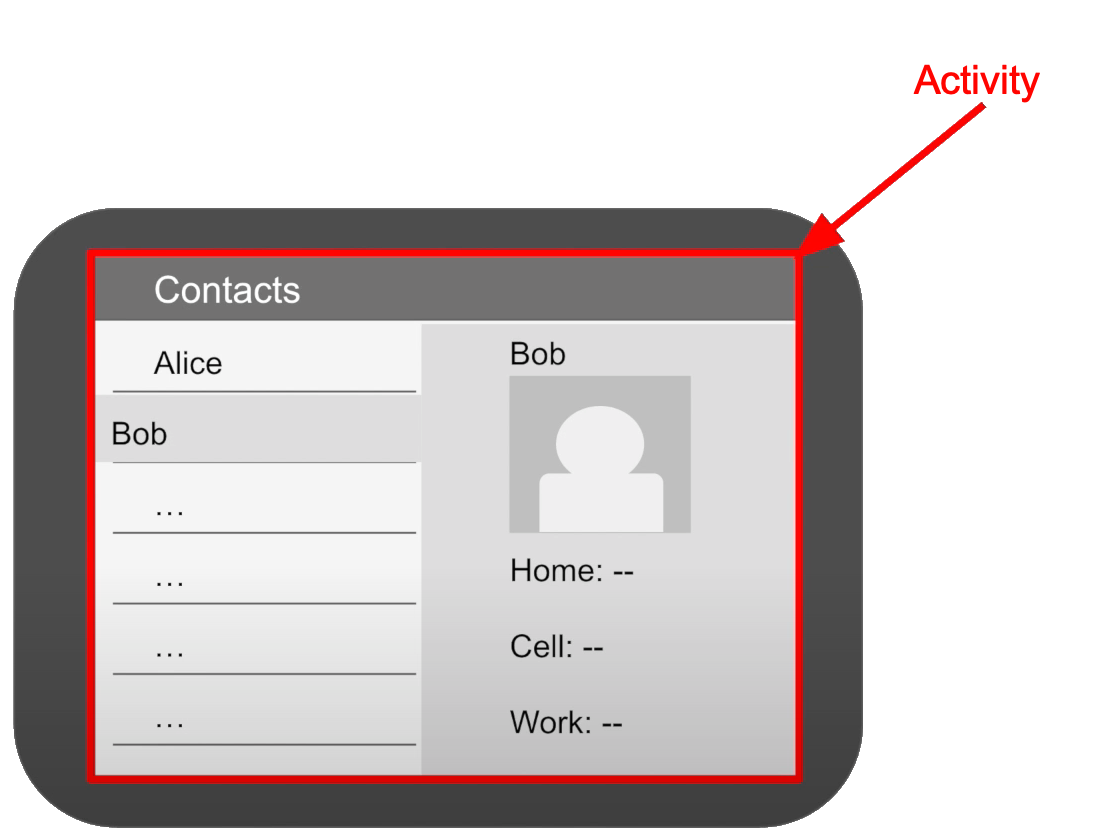 Activity
Contacts
Alice
Bob
...
...
...
...
Bob
Home: --
Cell: --
Work: --